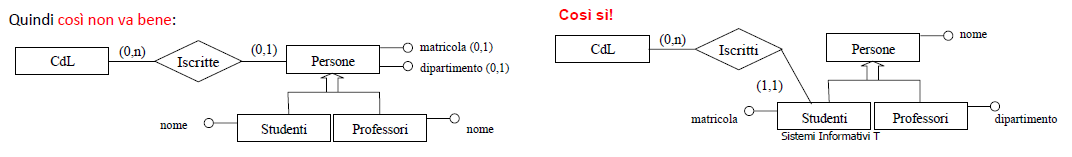 Quindi così non va bene:
CdL
(0,n)
Iscritte
(0,1)
Persone
matricola (0,1)
dipartimento (0,1)
nome
Studenti
Professori
nome
Così si!
CdL
(0,n)
Iscritti
(1,1)
Persone
nome
matricola
Studenti
Professori
dipartimento
Sistemi Informativi T